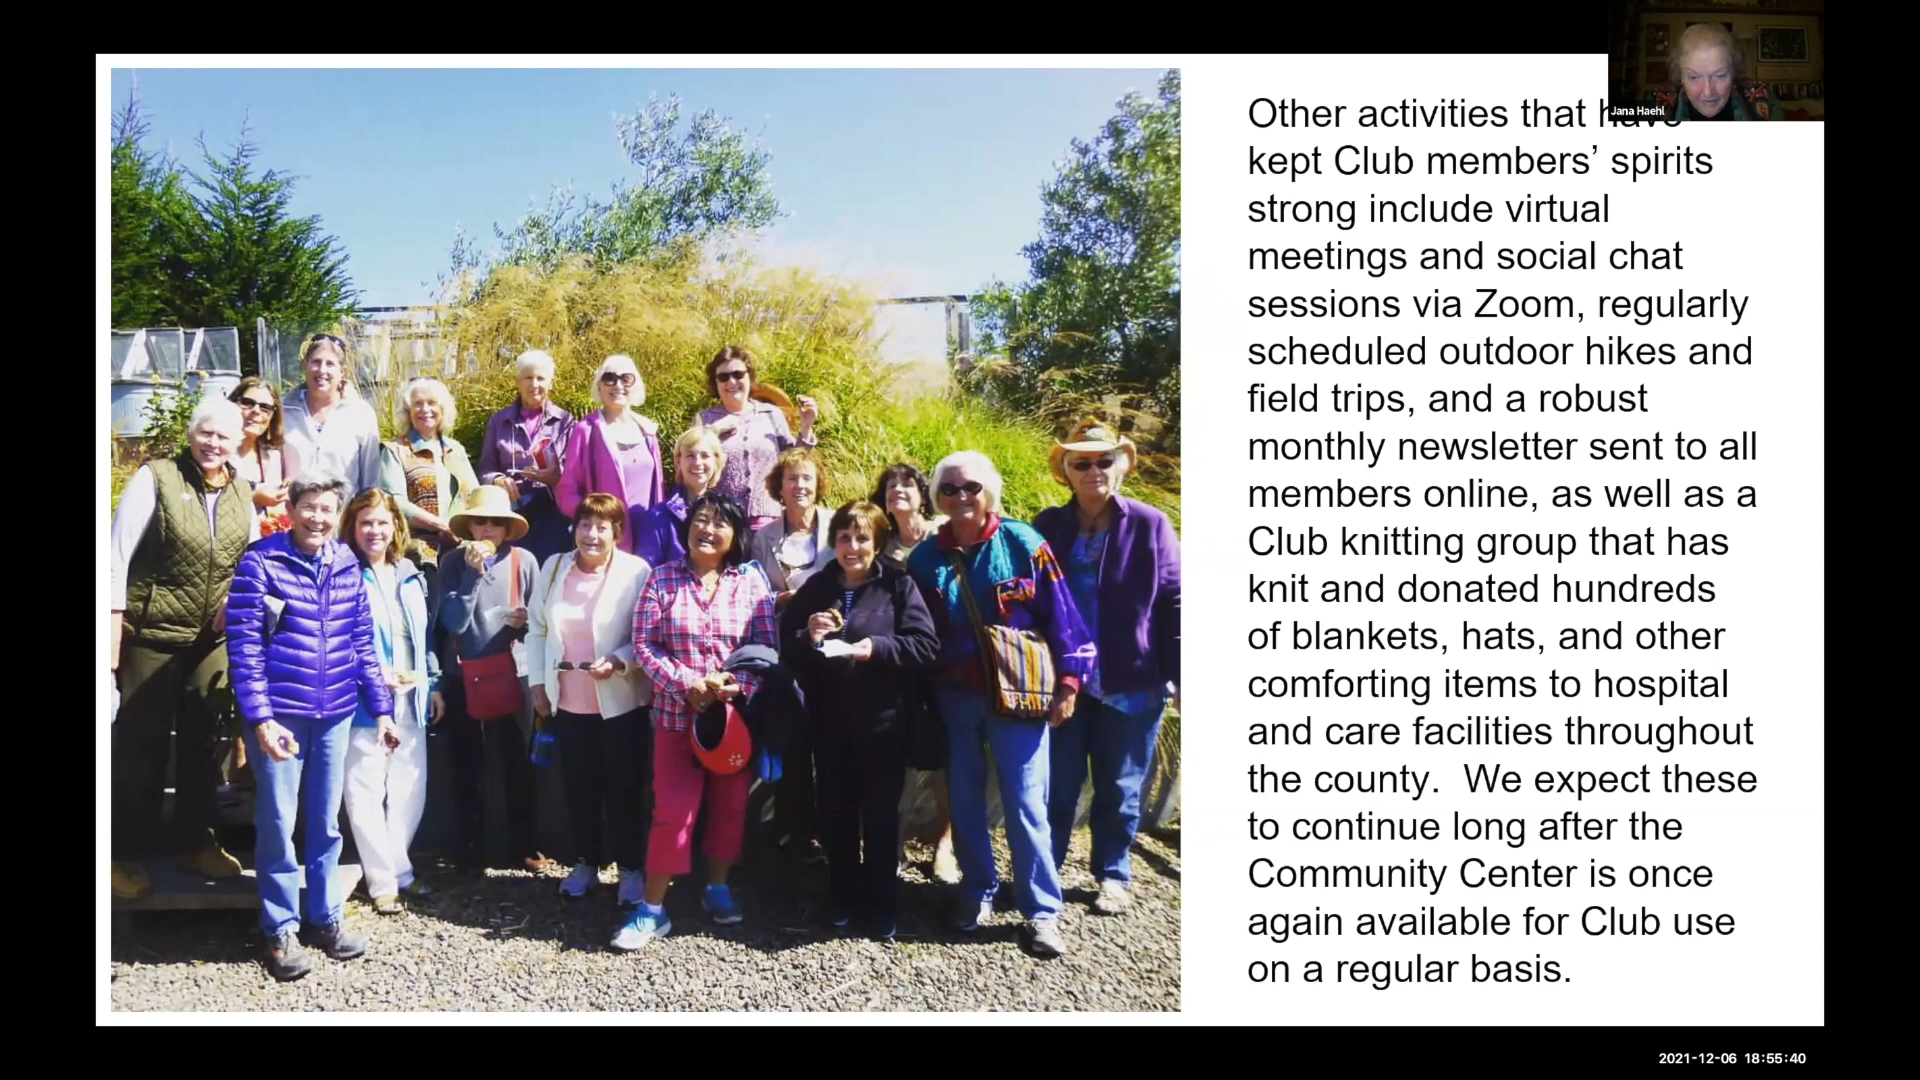 Other activities that have
kept Club members’ spirits
strong include virtual
meetings and social chat
sessions via Zoom, regularly
scheduled outdoor hikes and
field trips, and a robust
monthly newsletter sent to all
members online, as well as a
Club knitting group that has
knit and donated hundreds
of blankets, hats, and other
comforting items to hospital
and care facilities throughout
the county.  We expect these
to continue long after the
Community Center is once
again available for Club use
on a regular basis.
Jana Haehl
2021-12-06 18:55:40